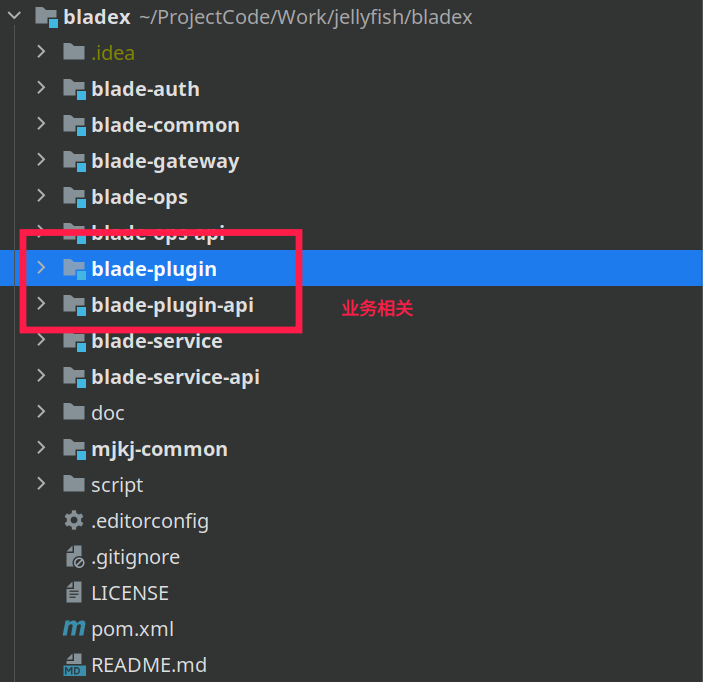 bladex ~/ProjectCode/Work/jellyfish/bladex
.idea
blade-auth
blade-common
blade-gateway
blade-ops
blade-ops-api
blade-plugin
blade-plugin-api 业务相关
blade-service
blade-service-api
doc
mjkj-common
script
.editorconfig
.gitignore
LICENSE
m pom.xml
MD README.md